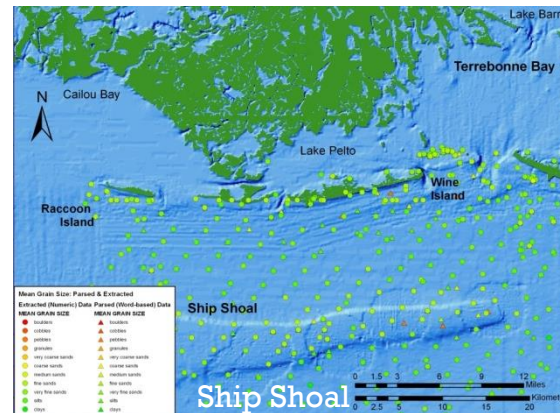 Lake Barr
Terrebonne Bay
N
Cailou Bay
Lake Pelto
Raccoon
Island
Wine
Island
Mean Grain Size: Parsed & Extracted
Extracted (Numeric) Data Parsed (Word-based) Data
MEAN GRAIN SIZE MEAN GRAIN SIZE
boulders boulders
cobbles cobbles
pebbles pebbles
granules granules
very coarse sands very coarse sands
coarse sands coarse sands
medium sands medium sands
fine sands fine sands
very fine sands very fine sands
silts silts
clays clays
Ship Shoal
0 1.5 3 6 9 12
Miles
Kilom
0 2.5 5 10 15 20
Ship Shoal